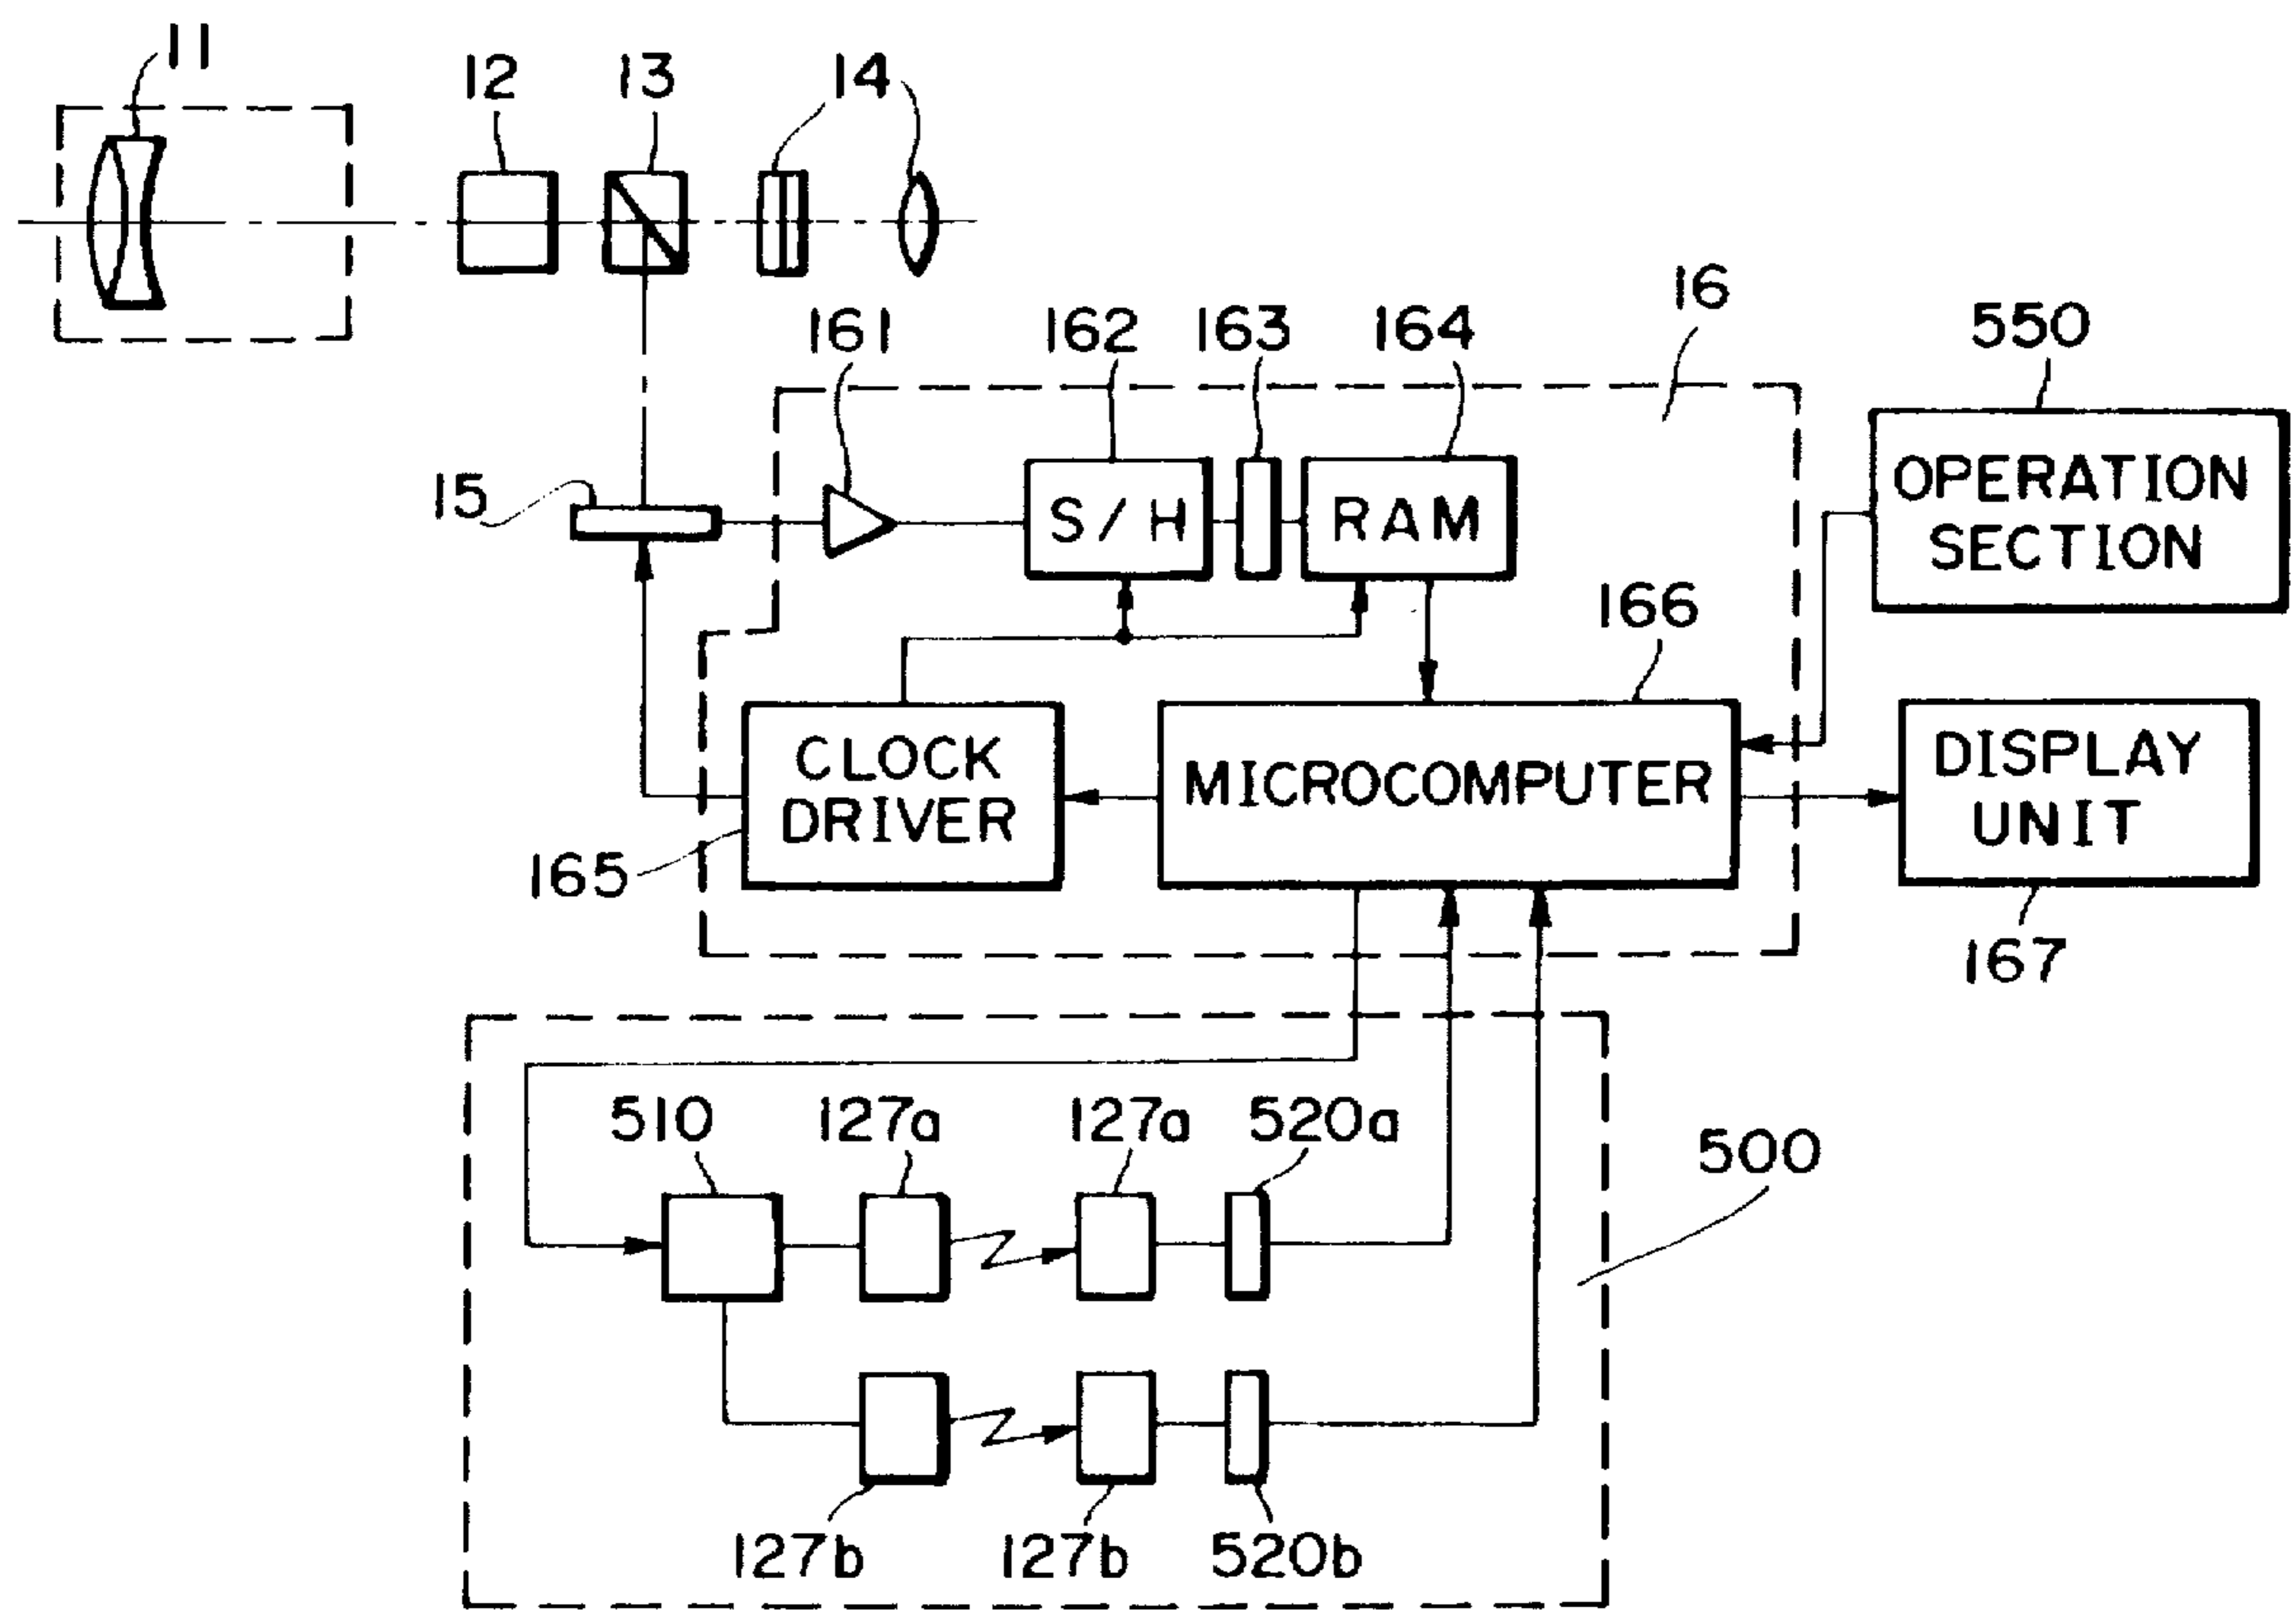 11
12
13
14
161
162
163
164
16
550
15
S/H
RAM
OPERATION
SECTION
166
CLOCK
DRIVER
MICROCOMPUTER
DISPLAY
UNIT
165
167
510
127a
127a
520a
500
127b
127b
520b